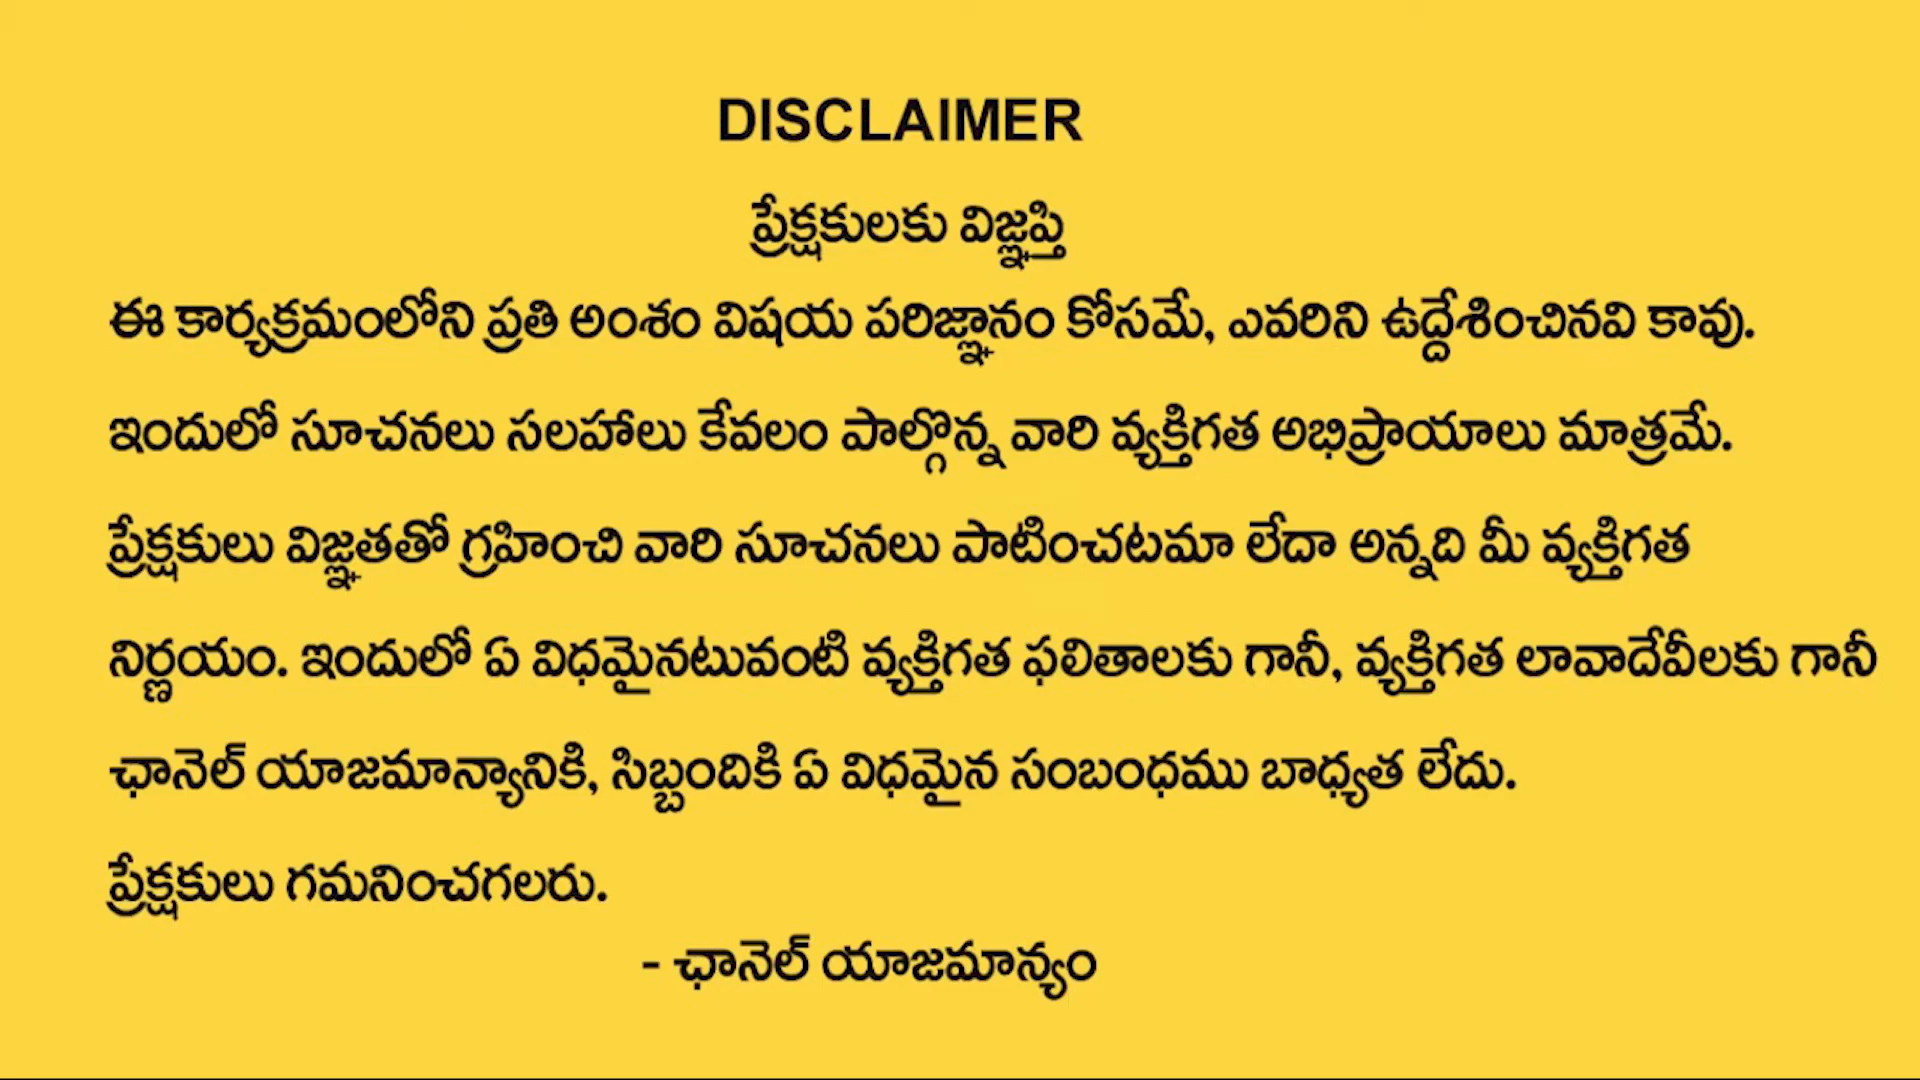 DISCLAIMER
ప్రేక్షకులకు విజ్ఞప్తి
ఈ కార్యక్రమంలోని ప్రతి అంశం విషయ పరిజ్ఞానం కోసమే, ఎవరిని ఉద్దేశించినవి కావు.
ఇందులో సూచనలు సలహాలు కేవలం పాల్గొన్న వారి వ్యక్తిగత అభిప్రాయాలు మాత్రమే.
ప్రేక్షకులు విజ్ఞతతో గ్రహించి వారి సూచనలు పాటించటమా లేదా అన్నది మీ వ్యక్తిగత
నిర్ణయం. ఇందులో ఏ విధమైనటువంటి వ్యక్తిగత ఫలితాలకు గానీ, వ్యక్తిగత లావాదేవీలకు గానీ
ఛానెల్ యాజమాన్యానికి, సిబ్బందికి ఏ విధమైన సంబంధము బాధ్యత లేదు.
ప్రేక్షకులు గమనించగలరు.
- ఛానెల్ యాజమాన్యం